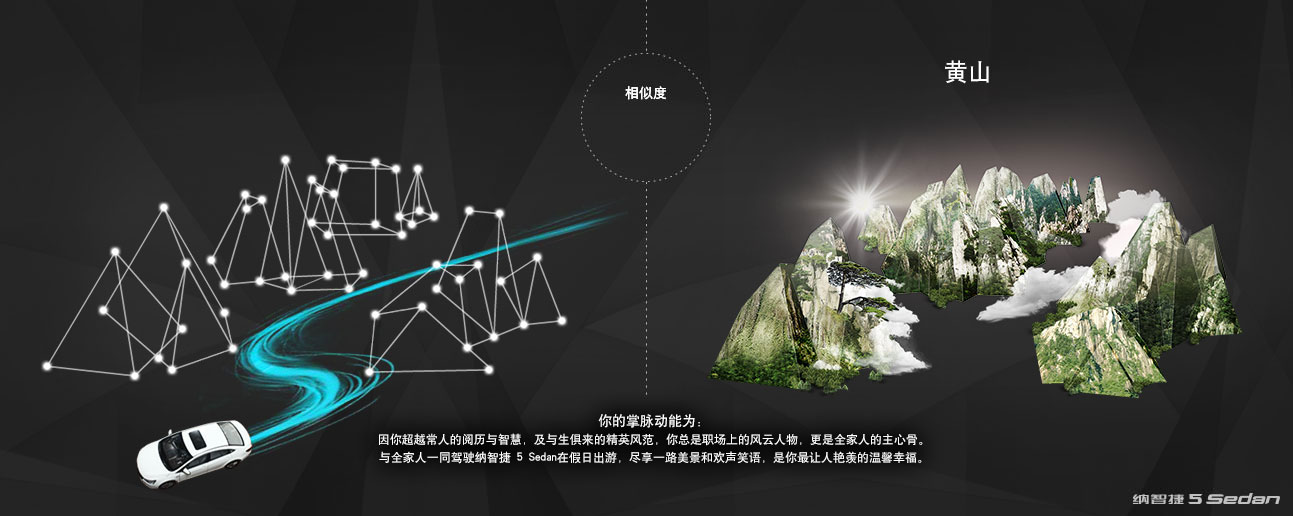 相似度
黄山
你的掌脉动能为：
因你超越常人的阅历与智慧，及与生俱来的精英风范，你总是职场上的风云人物，更是全家人的主心骨。
与全家人一同驾驶纳智捷 5 Sedan在假日出游，尽享一路美景和欢声笑语，是你最让人艳羡的温馨幸福。
纳智捷 5 Sedan